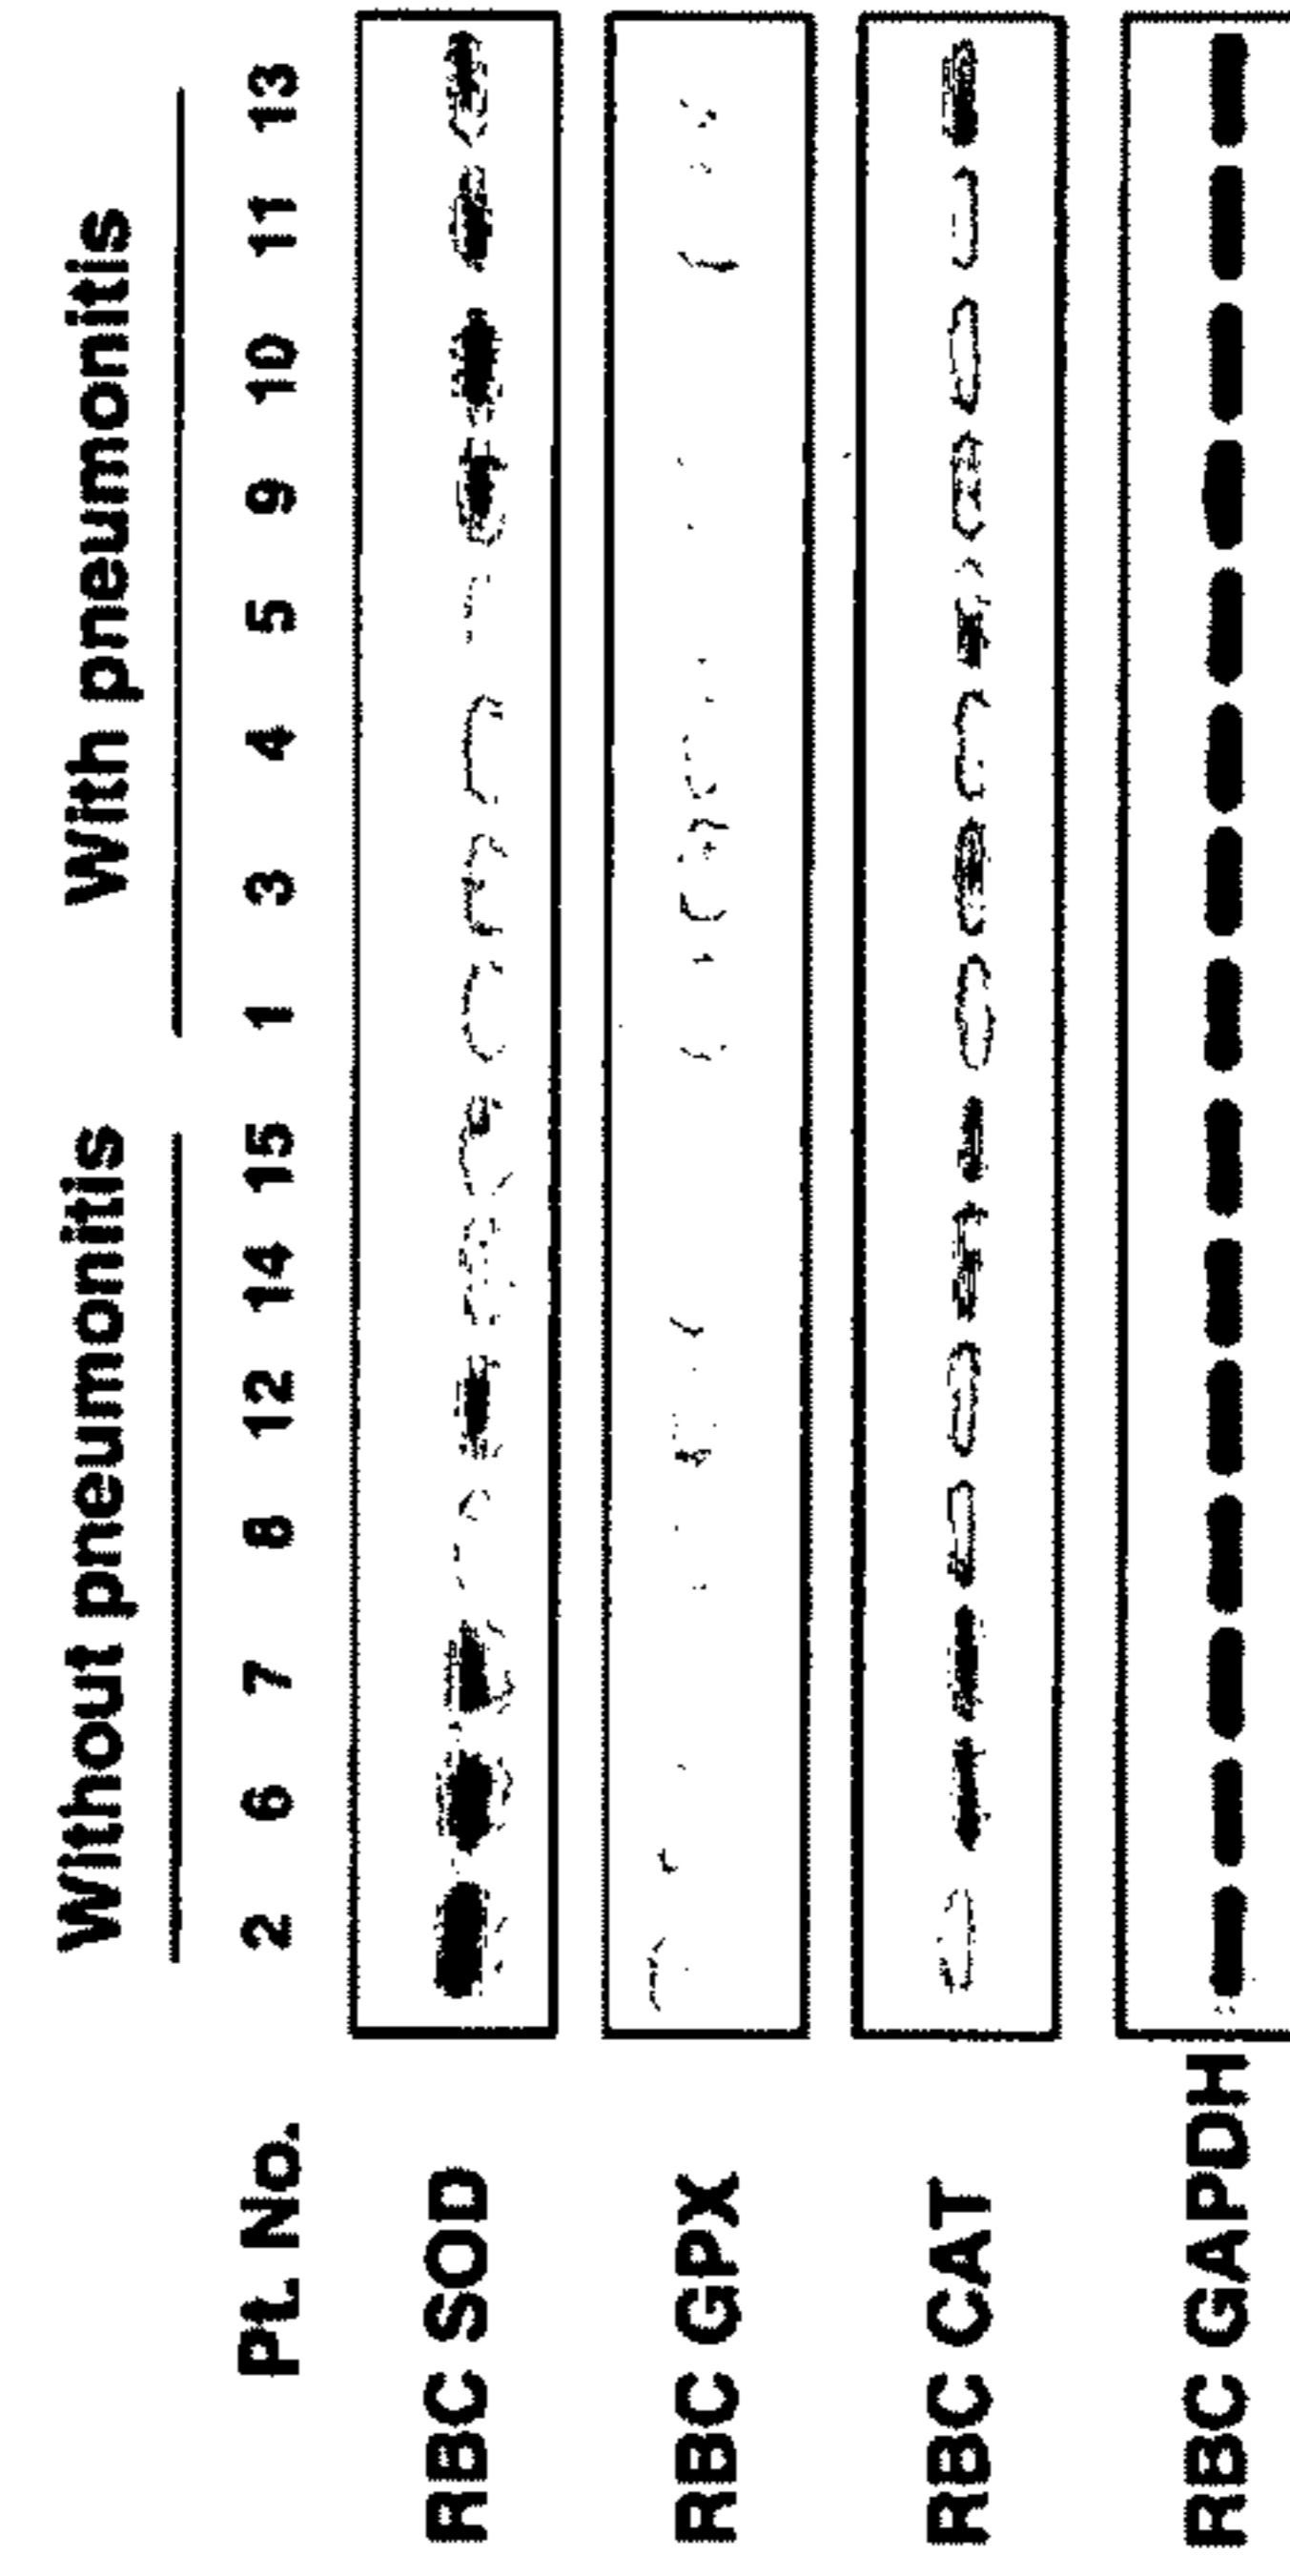 Without pneumonitis With pneumonitis
Pt. No. 2 6 7 8 12 14 15 1 3 4 5 9 10 11 13
RBC SOD
RBC GPX
RBC CAT
RBC GAPDH